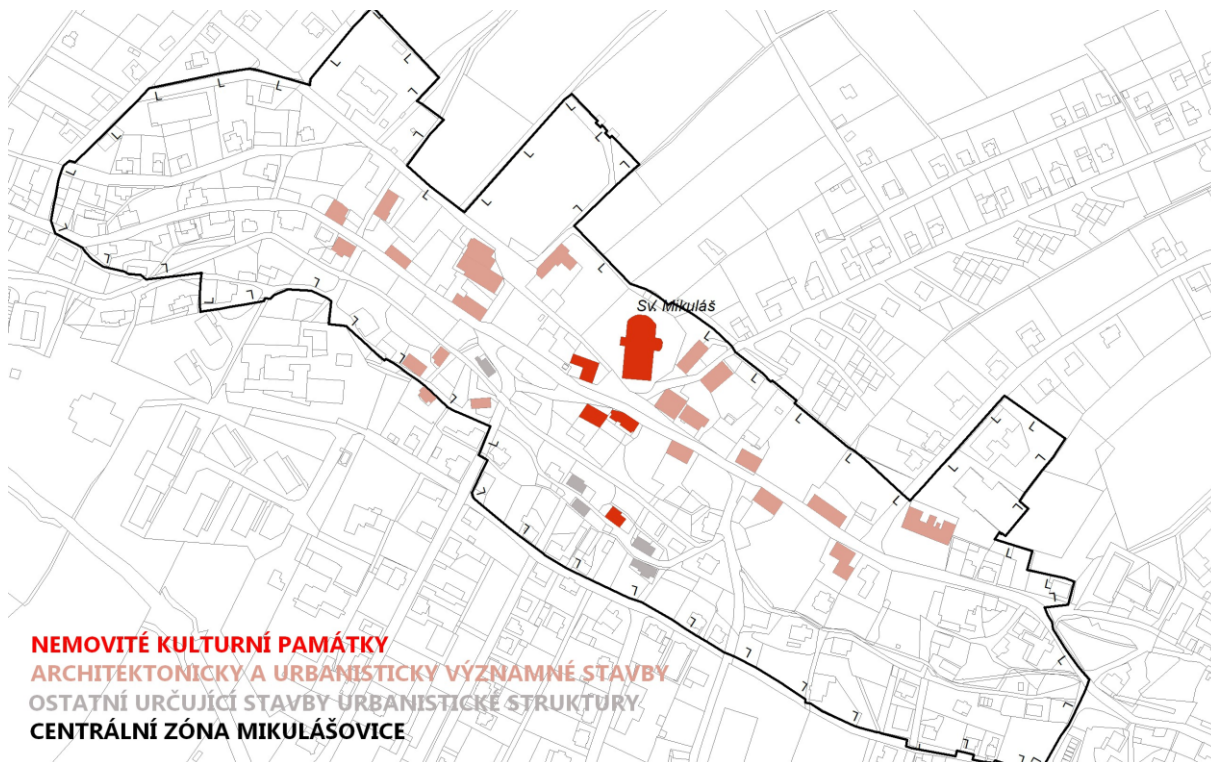 Sv. Mikuláš
NEMOVITÉ KULTURNÍ PAMÁTKY
ARCHITEKTONICKY A URBANISTICKY VÝZNAMNÉ STAVBY
OSTATNÍ URČUJÍCÍ STAVBY URBANISTICKÉ STRUKTURY
CENTRÁLNÍ ZÓNA MIKULÁŠOVICE